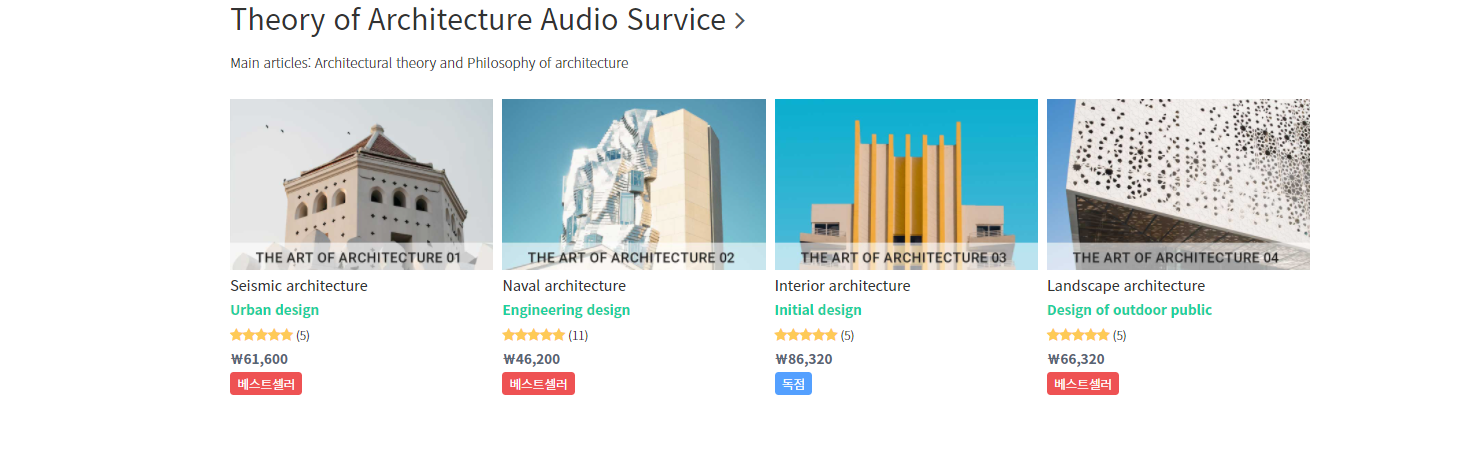 Theory of Architecture Audio Survice >
Main articles: Architectural theory and Philosophy of architecture
THE ART OF ARCHITECTURE 01
Seismic architecture
Urban design
(5)
₩61,600
베스트셀러
THE ART OF ARCHITECTURE 02
Naval architecture
Engineering design
(11)
₩46,200
베스트셀러
THE ART OF ARCHITECTURE 03
Interior architecture
Initial design
(5)
₩86,320
독점
THE ART OF ARCHITECTURE 04
Landscape architecture
Design of outdoor public
(5)
₩66,320
베스트셀러